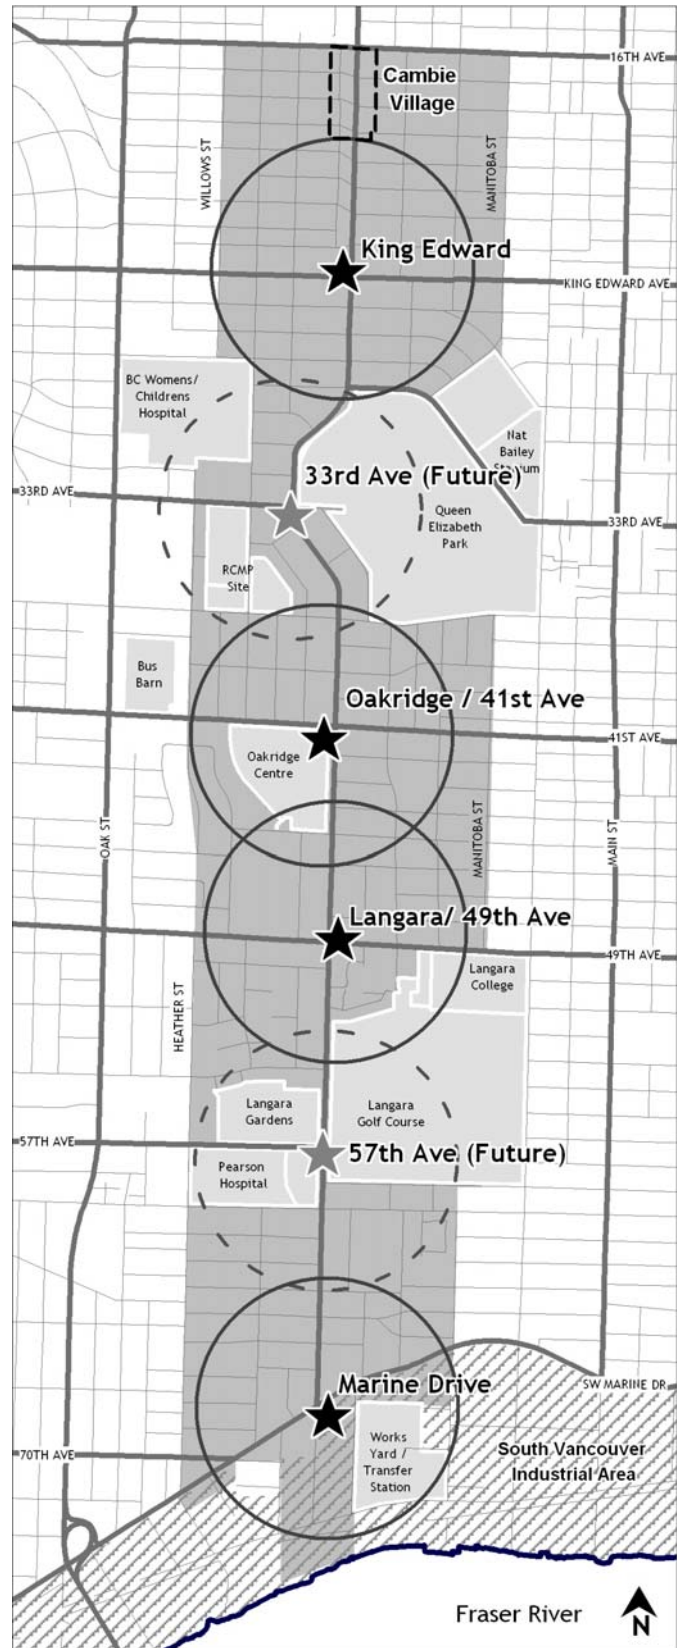 16TH AVE
Cambie
Village
WILLOWS ST
MANITOBA ST
King Edward
KING EDWARD AVE
BC Womens/
Childrens
Hospital
Nat
Bailey
Stadium
33rd Ave (Future)
33RD AVE
Queen
Elizabeth
Park
33RD AVE
RCMP
Site
Bus
Barn
Oakridge / 41st Ave
41ST AVE
Oakridge
Centre
OAK ST
MANITOBA ST
MAIN ST
Langara/ 49th Ave
49TH AVE
Langara
College
HEATHER ST
Langara
Gardens
Langara
Golf Course
57TH AVE
57th Ave. (Future)
Pearson
Hospital
Marine Drive
SW MARINE DR
Works
Yard /
Transfer
Station
South Vancouver
Industrial Area
70TH AVE
Fraser River
N